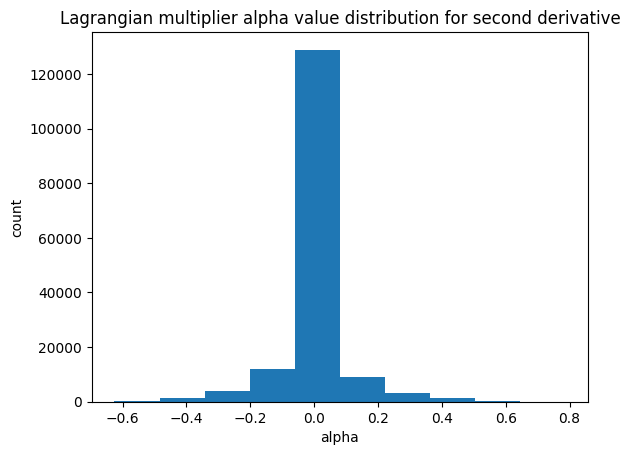 Lagrangian multiplier alpha value distribution for second derivative
120000
100000
80000
60000
40000
20000
0
count
−0.6 −0.4 −0.2 0.0 0.2 0.4 0.6 0.8
alpha